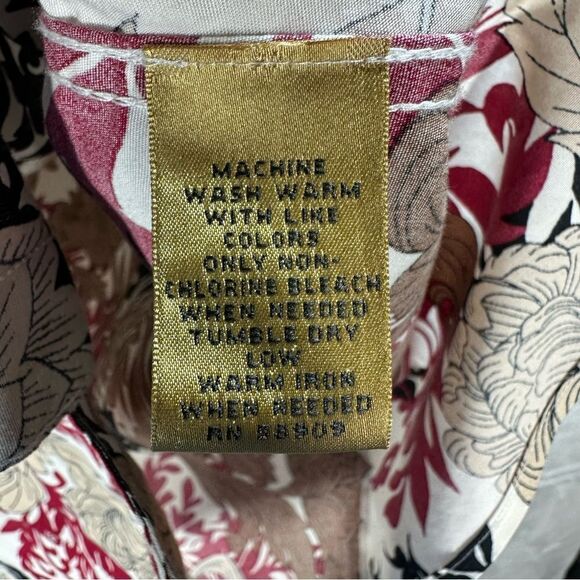 MACHINE
WASH WARM
WITH LIKE
COLORS
ONLY NON-
CHLORINE BLEACH
WHEN NEEDED
TUMBLE DRY
LOW
WARM IRON
WHEN NEEDED
RN 58909